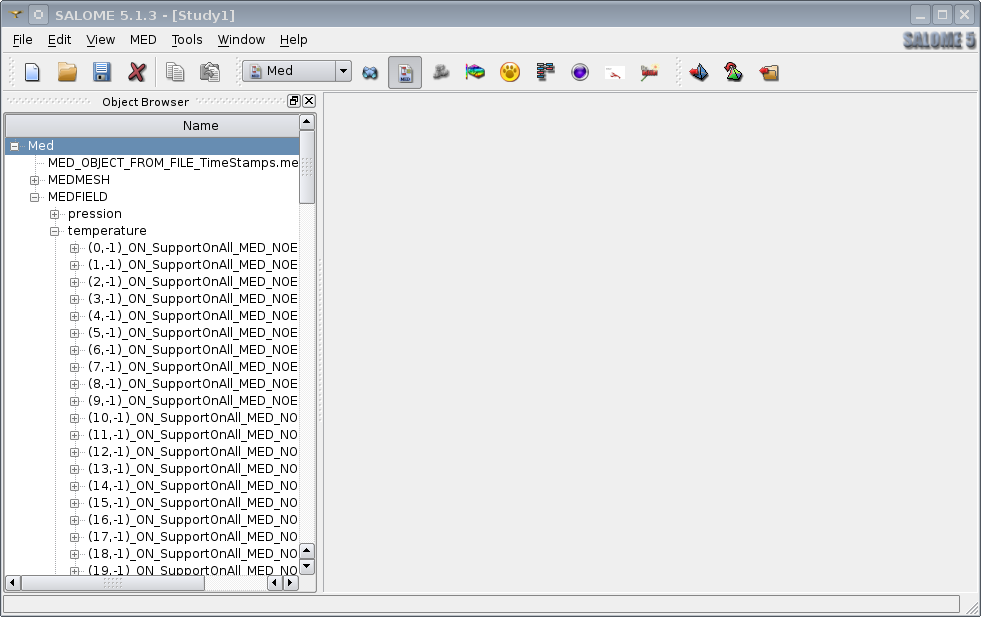 SALOME 5.1.3 - [Study1]
File Edit View MED Tools Window Help
SALOME 5
Med
Object Browser
Name
Med
MED_OBJECT_FROM_FILE_TimeStamps.me
MEDMESH
MEDFIELD
pression
temperature
(0,-1)_ON_SupportOnAll_MED_NOE
(1,-1)_ON_SupportOnAll_MED_NOE
(2,-1)_ON_SupportOnAll_MED_NOE
(3,-1)_ON_SupportOnAll_MED_NOE
(4,-1)_ON_SupportOnAll_MED_NOE
(5,-1)_ON_SupportOnAll_MED_NOE
(6,-1)_ON_SupportOnAll_MED_NOE
(7,-1)_ON_SupportOnAll_MED_NOE
(8,-1)_ON_SupportOnAll_MED_NOE
(9,-1)_ON_SupportOnAll_MED_NOE
(10,-1)_ON_SupportOnAll_MED_NO
(11,-1)_ON_SupportOnAll_MED_NO
(12,-1)_ON_SupportOnAll_MED_NO
(13,-1)_ON_SupportOnAll_MED_NO
(14,-1)_ON_SupportOnAll_MED_NO
(15,-1)_ON_SupportOnAll_MED_NO
(16,-1)_ON_SupportOnAll_MED_NO
(17,-1)_ON_SupportOnAll_MED_NO
(18,-1)_ON_SupportOnAll_MED_NO
(19,-1)_ON_SupportOnAll_MED_NO